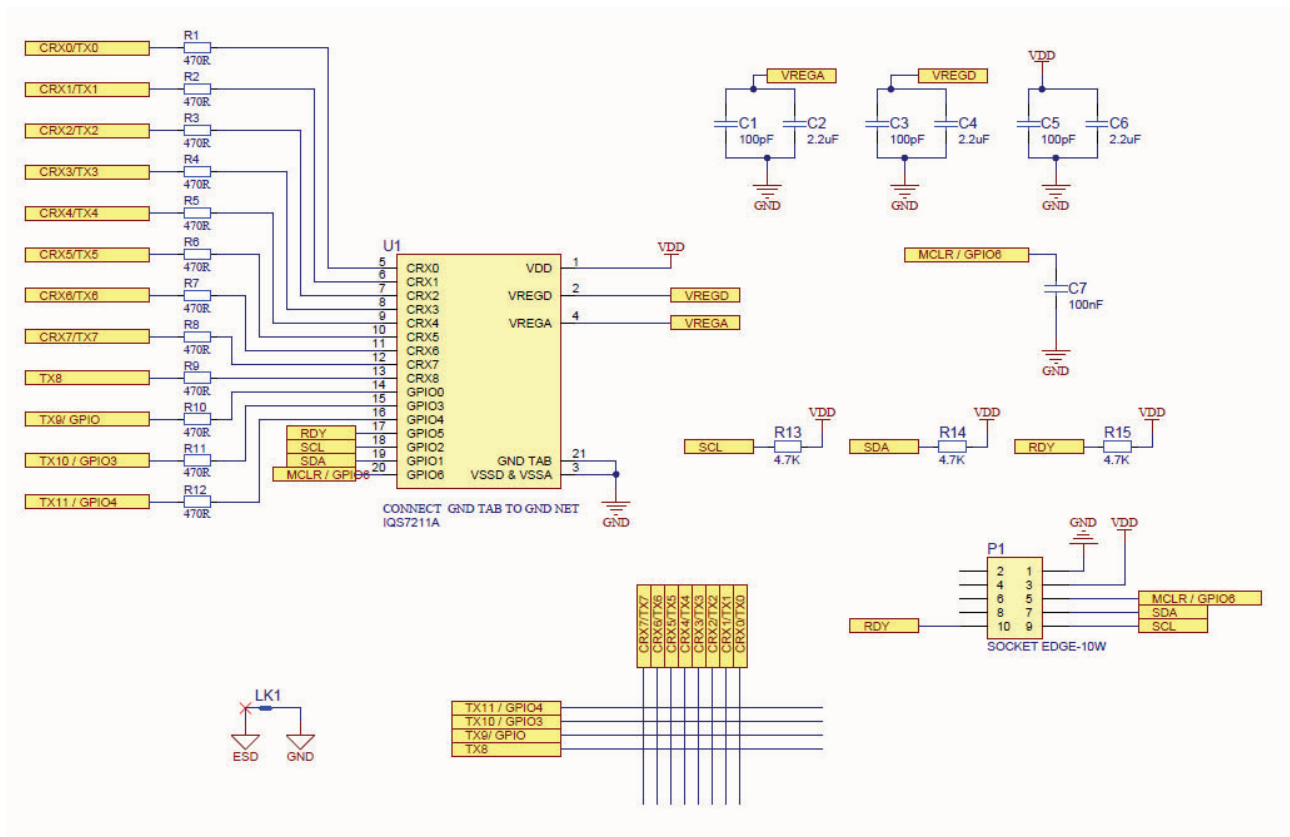 CRX0/TX0
R1
470R
CRX1/TX1
R2
470R
CRX2/TX2
R3
470R
CRX3/TX3
R4
470R
CRX4/TX4
R5
470R
CRX5/TX5
R6
470R
CRX6/TX6
R7
470R
CRX7/TX7
R8
470R
TX8
R9
470R
TX9/ GPIO
R10
470R
TX10 / GPIO3
R11
470R
TX11 / GPIO4
R12
470R
RDY
SCL
SDA
MCLR / GPIO6
U1
5 CRX0
6 CRX1
7 CRX2
8 CRX3
9 CRX4
10 CRX5
11 CRX6
12 CRX7
13 CRX8
14 GPIO0
15 GPIO3
16 GPIO4
17 GPIO5
18 GPIO2
19 GPIO1
20 GPIO6
VDD 1
VREGD 2
VREGA 4
GND TAB 21
VSSD & VSSA 3
VDD
VREGD
VREGA
GND
CONNECT GND TAB TO GND NET
IQS7211A
VREGA
C1
100pF
C2
2.2uF
GND
VREGD
C3
100pF
C4
2.2uF
GND
VDD
C5
100pF
C6
2.2uF
GND
MCLR / GPIO6
C7
100nF
GND
SCL
R13
4.7K
VDD
SDA
R14
4.7K
VDD
RDY
R15
4.7K
VDD
GND
VDD
P1
2 1
4 3
6 5
8 7
10 9
MCLR / GPIO6
SDA
SCL
RDY
SOCKET EDGE-10W
CRX7/TX7
CRX6/TX6
CRX5/TX5
CRX4/TX4
CRX3/TX3
CRX2/TX2
CRX1/TX1
CRX0/TX0
TX11 / GPIO4
TX10 / GPIO3
TX9/ GPIO
TX8
LK1
ESD
GND